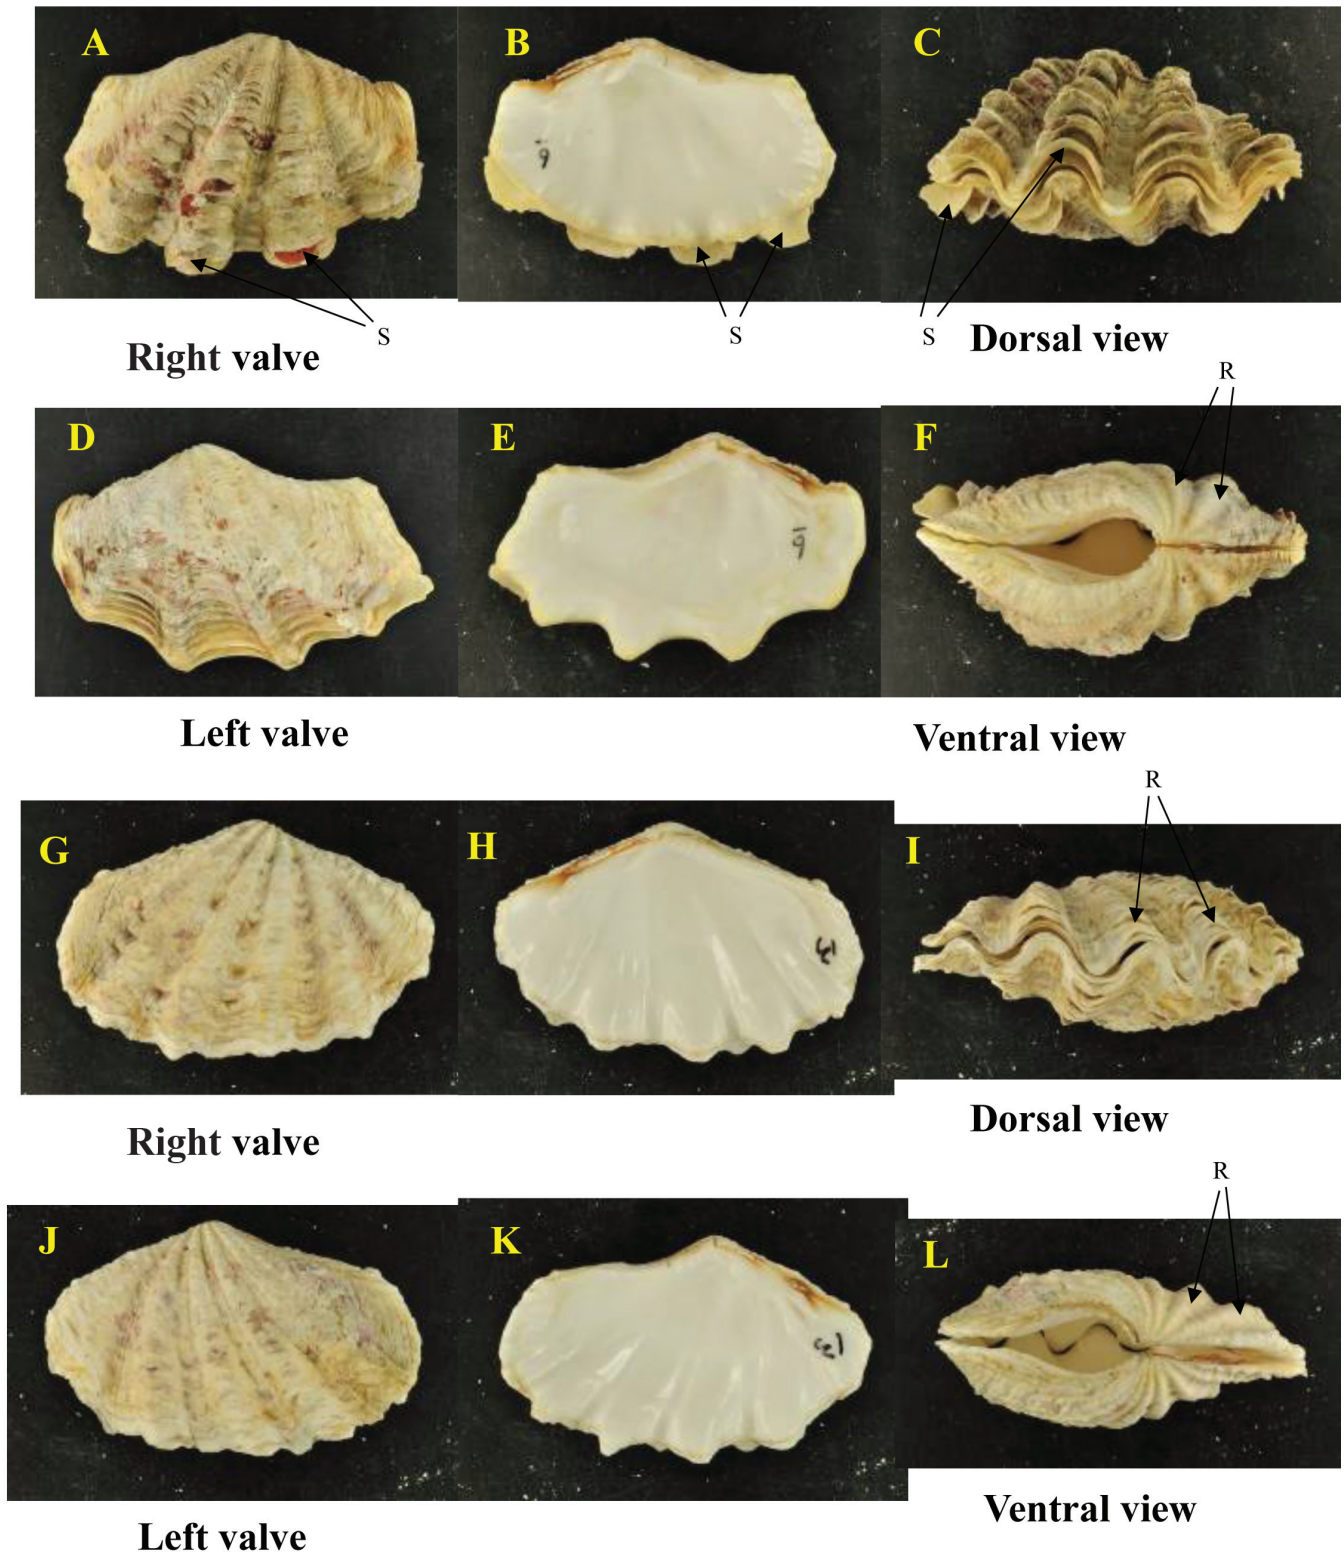 A B C
S S S
Right valve Dorsal view
R
D E F
Left valve Ventral view
R
G H I
Right valve Dorsal view
R
J K L
Left valve Ventral view